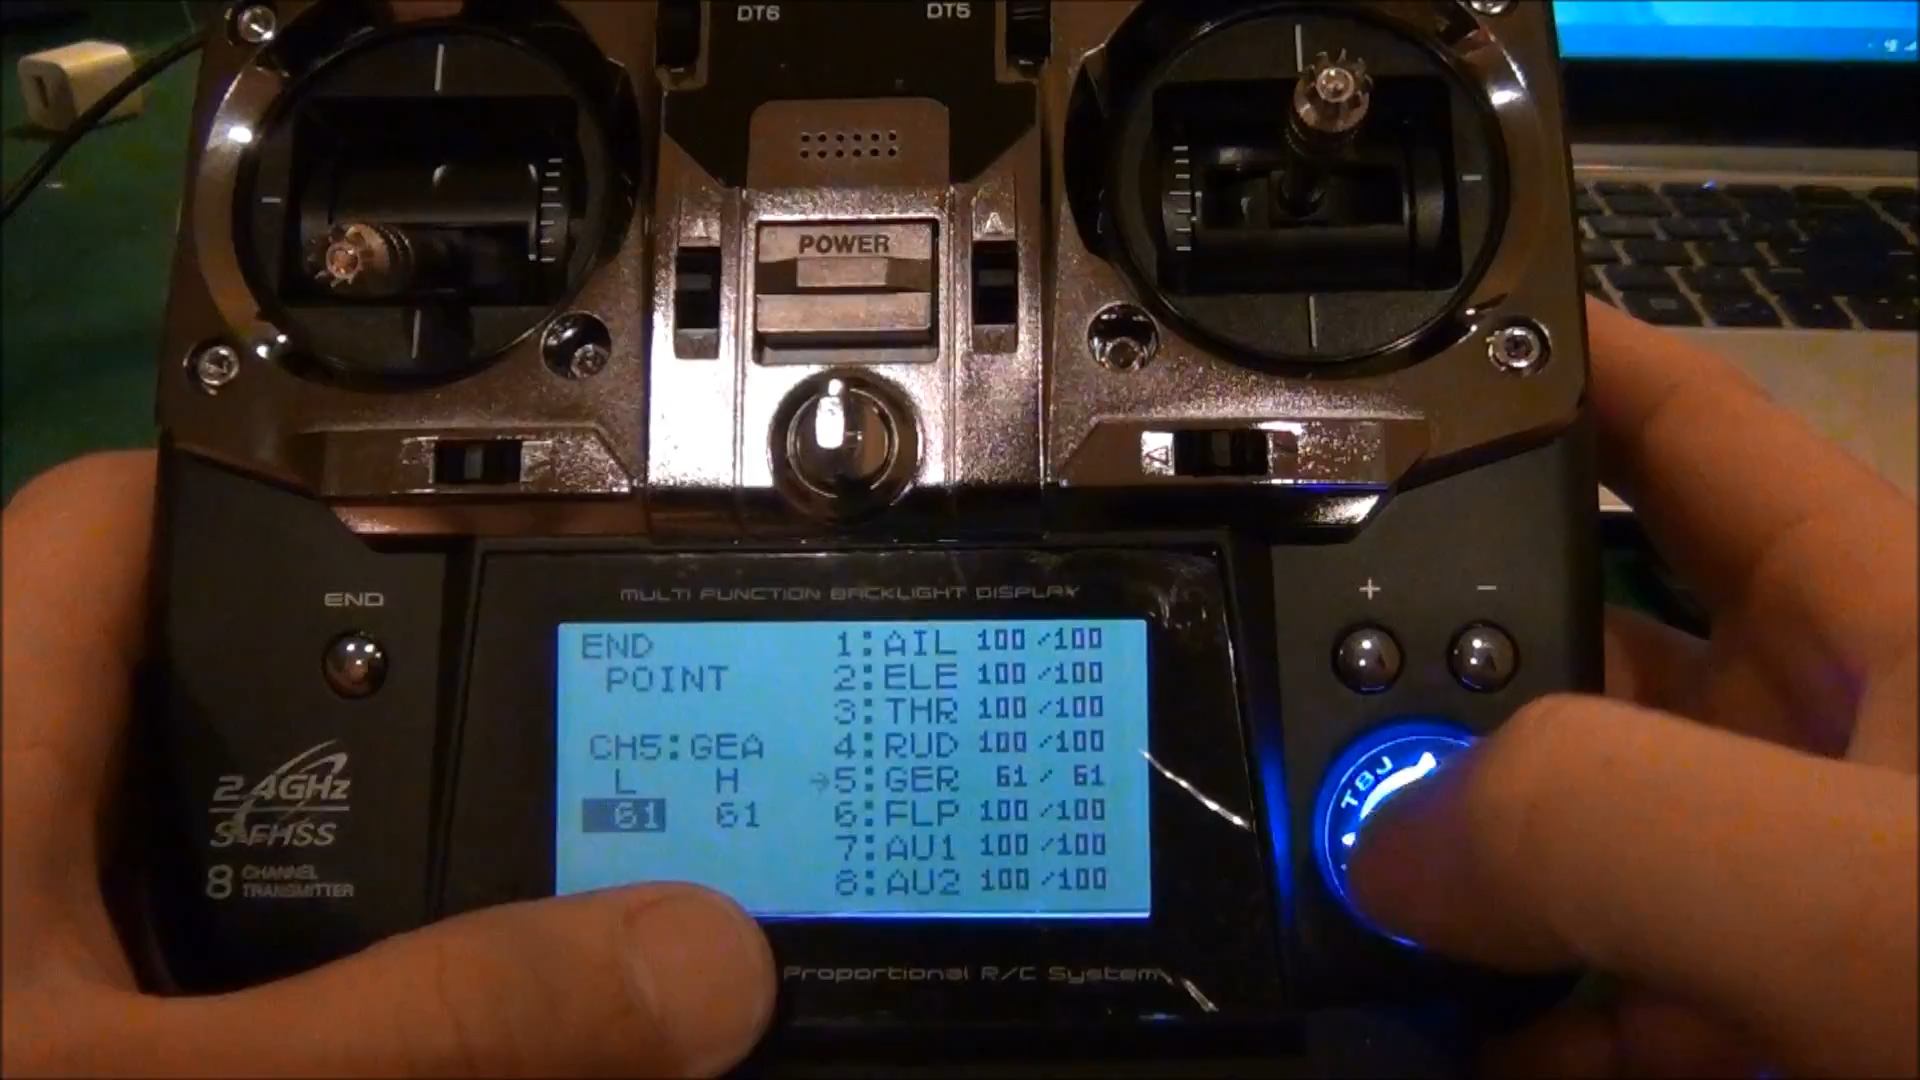 DT6
DT5
POWER
MULTI FUNCTION BACKLIGHT DISPLAY
END
END
POINT
CH5:GEA
L H
61 61
1:AIL 100/100
2:ELE 100/100
3:THR 100/100
4:RUD 100/100
→5:GER 61/ 61
6:FLP 100/100
7:AU1 100/100
8:AU2 100/100
+
-
T8J
2.4GHz
S-FHSS
8 CHANNEL
TRANSMITTER
Proportional R/C System